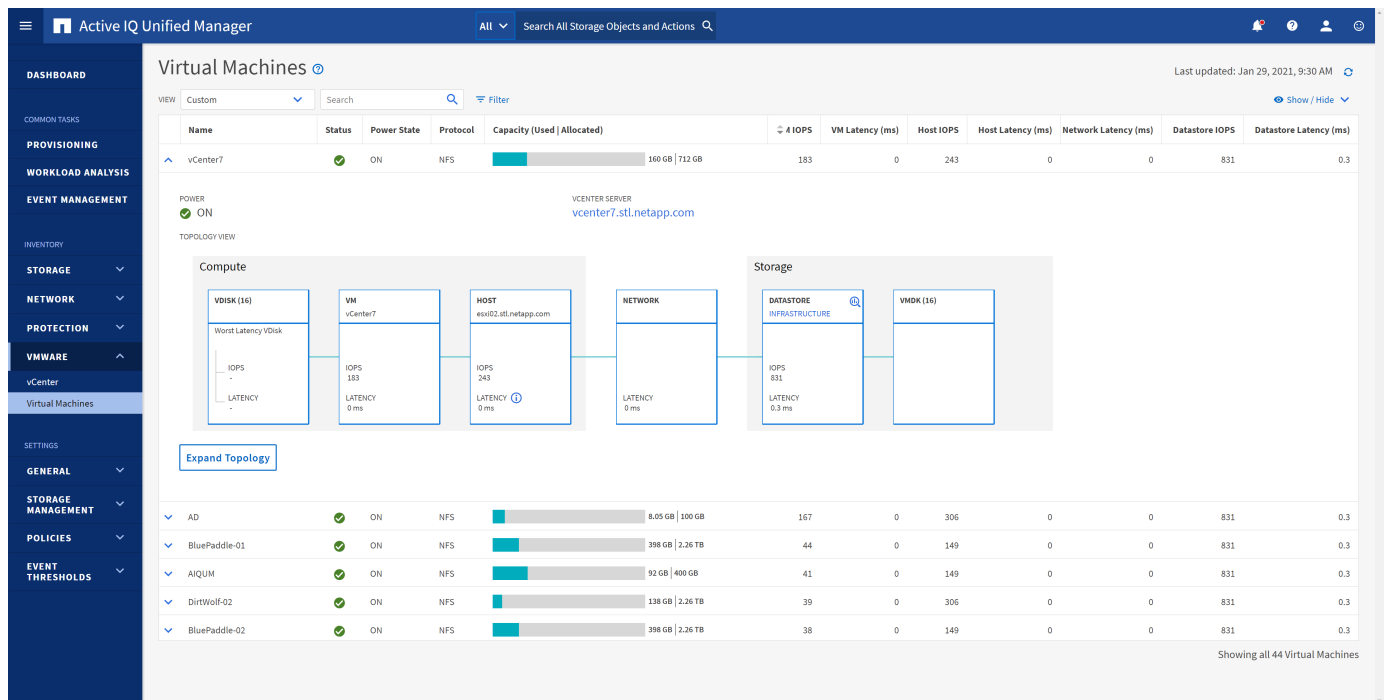 Active IQ Unified Manager
All
Search All Storage Objects and Actions
DASHBOARD
COMMON TASKS
PROVISIONING
WORKLOAD ANALYSIS
EVENT MANAGEMENT
INVENTORY
STORAGE
NETWORK
PROTECTION
VMWARE
vCenter
Virtual Machines
SETTINGS
GENERAL
STORAGE
MANAGEMENT
POLICIES
EVENT
THRESHOLDS
Virtual Machines
Last updated: Jan 29, 2021, 9:30 AM
VIEW Custom Search Filter Show / Hide
Name Status Power State Protocol Capacity (Used | Allocated) M IOPS VM Latency (ms) Host IOPS Host Latency (ms) Network Latency (ms) Datastore IOPS Datastore Latency (ms)
vCenter7 ON NFS 160 GB | 712 GB 183 0 243 0 0 831 0.3
POWER
ON
VCENTER SERVER
vcenter7.stl.netapp.com
TOPOLOGY VIEW
Compute
VDISK (16)
Worst Latency VDisk
IOPS
-
LATENCY
-
VM
vCenter7
IOPS
183
LATENCY
0 ms
HOST
esxi02.stl.netapp.com
IOPS
243
LATENCY
0 ms
NETWORK
LATENCY
0 ms
Storage
DATASTORE
INFRASTRUCTURE
IOPS
831
LATENCY
0.3 ms
VMDK (16)
Expand Topology
AD ON NFS 8.05 GB | 100 GB 167 0 306 0 0 831 0.3
BluePaddle-01 ON NFS 398 GB | 2.26 TB 44 0 149 0 0 831 0.3
AIQUM ON NFS 92 GB | 400 GB 41 0 149 0 0 831 0.3
DirtWolf-02 ON NFS 138 GB | 2.26 TB 39 0 306 0 0 831 0.3
BluePaddle-02 ON NFS 398 GB | 2.26 TB 38 0 149 0 0 831 0.3
Showing all 44 Virtual Machines